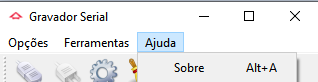 Gravador Serial
Opções Ferramentas Ajuda
Sobre Alt+A